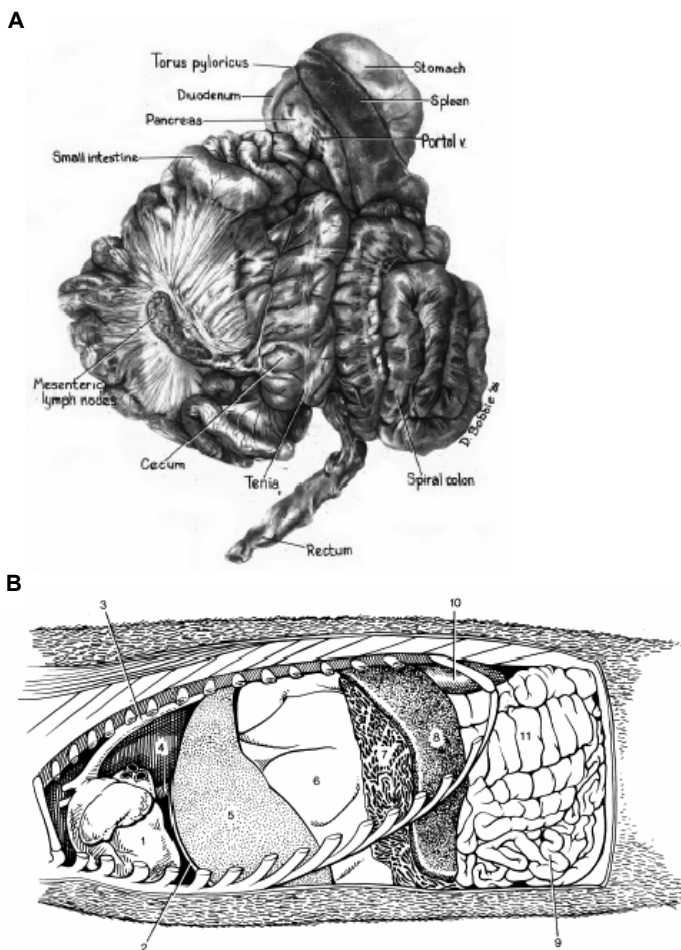 A
Torus pyloricus
Stomach
Duodenum
Spleen
Pancreas
Portal v.
Small intestine
Mesenteric
lymph nodes
D. Bobbie
Cecum
Tenia
Spiral colon
Rectum
B
3
10
4
11
8
7
6
5
1
2
9